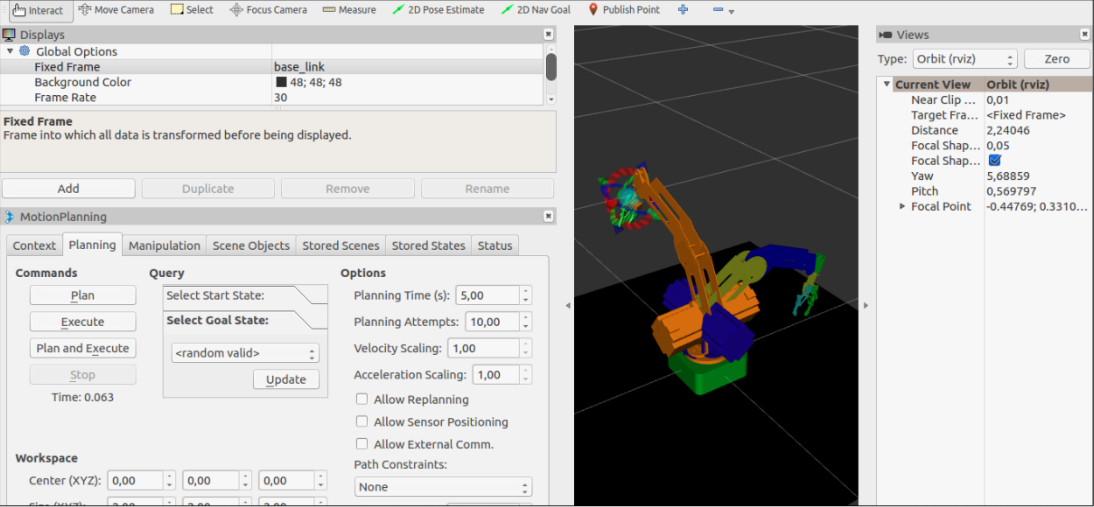 Interact Move Camera Select Focus Camera Measure 2D Pose Estimate 2D Nav Goal Publish Point
Displays
Global Options
Fixed Frame base_link
Background Color 48; 48; 48
Frame Rate 30
Fixed Frame
Frame into which all data is transformed before being displayed.
Add Duplicate Remove Rename
MotionPlanning
Context Planning Manipulation Scene Objects Stored Scenes Stored States Status
Commands Query Options
Plan Select Start State: Planning Time (s): 5,00
Execute Select Goal State: Planning Attempts: 10,00
Plan and Execute <random valid> Velocity Scaling: 1,00
Stop Update Acceleration Scaling: 1,00
Time: 0.063 Allow Replanning
Allow Sensor Positioning
Allow External Comm.
Workspace Path Constraints:
Center (XYZ): 0,00 0,00 0,00 None
Views
Type: Orbit (rviz) Zero
Current View Orbit (rviz)
Near Clip ... 0,01
Target Fra... <Fixed Frame>
Distance 2,24046
Focal Shap... 0,05
Focal Shap...
Yaw 5,68859
Pitch 0,569797
Focal Point -0.44769; 0.3310...